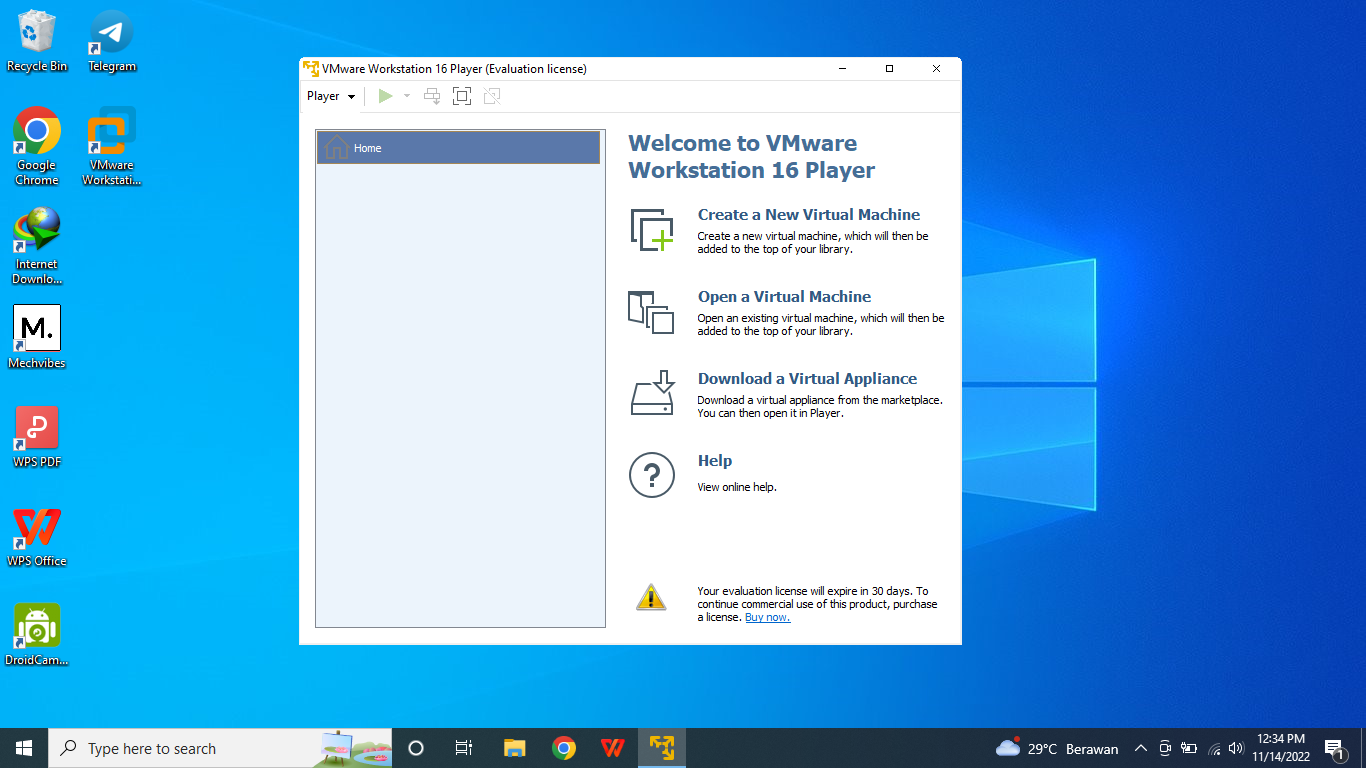 Recycle Bin
Telegram
Google
Chrome
VMware
Workstati...
Internet
Downlo...
M.
Mechvibes
WPS PDF
WPS Office
DroidCam...
VMware Workstation 16 Player (Evaluation license)
Player
Home
Welcome to VMware
Workstation 16 Player
Create a New Virtual Machine
Create a new virtual machine, which will then be
added to the top of your library.
Open a Virtual Machine
Open an existing virtual machine, which will then be
added to the top of your library.
Download a Virtual Appliance
Download a virtual appliance from the marketplace.
You can then open it in Player.
?
Help
View online help.
Your evaluation license will expire in 30 days. To
continue commercial use of this product, purchase
a license. Buy now.
Type here to search
29°C Berawan
12:34 PM
11/14/2022
1